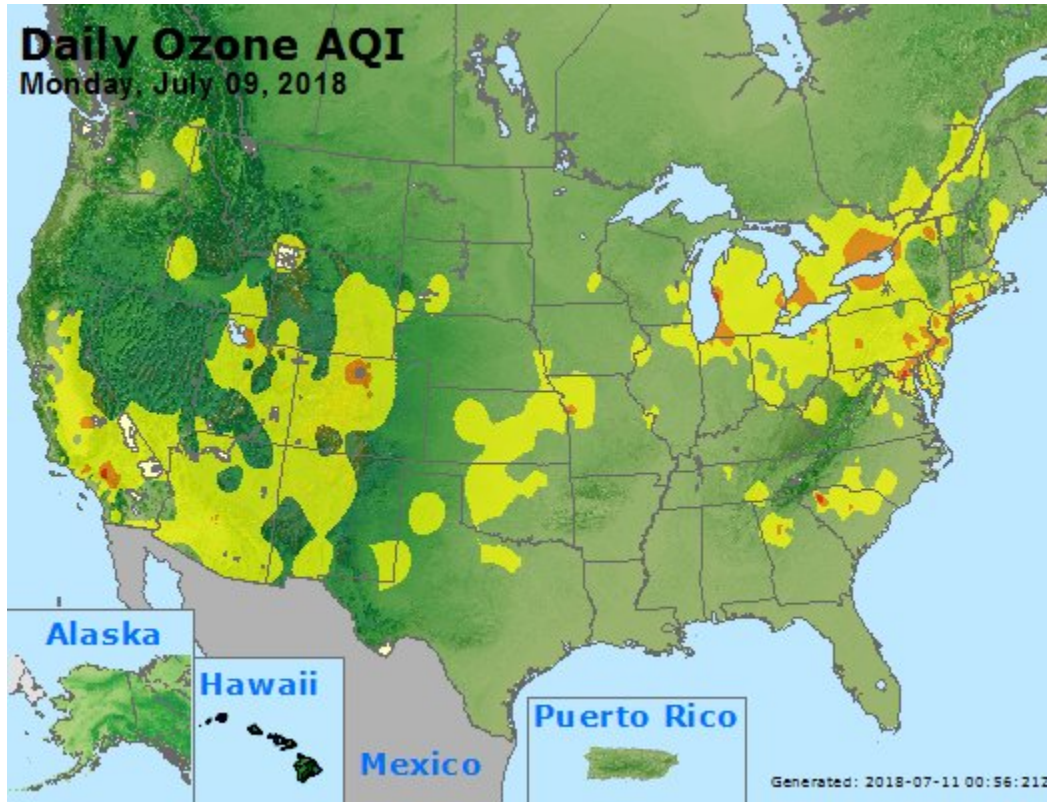 Daily Ozone AQI
Monday, July 09, 2018
Alaska
Hawaii
Mexico
Puerto Rico
Generated: 2018-07-11 00:56:21Z